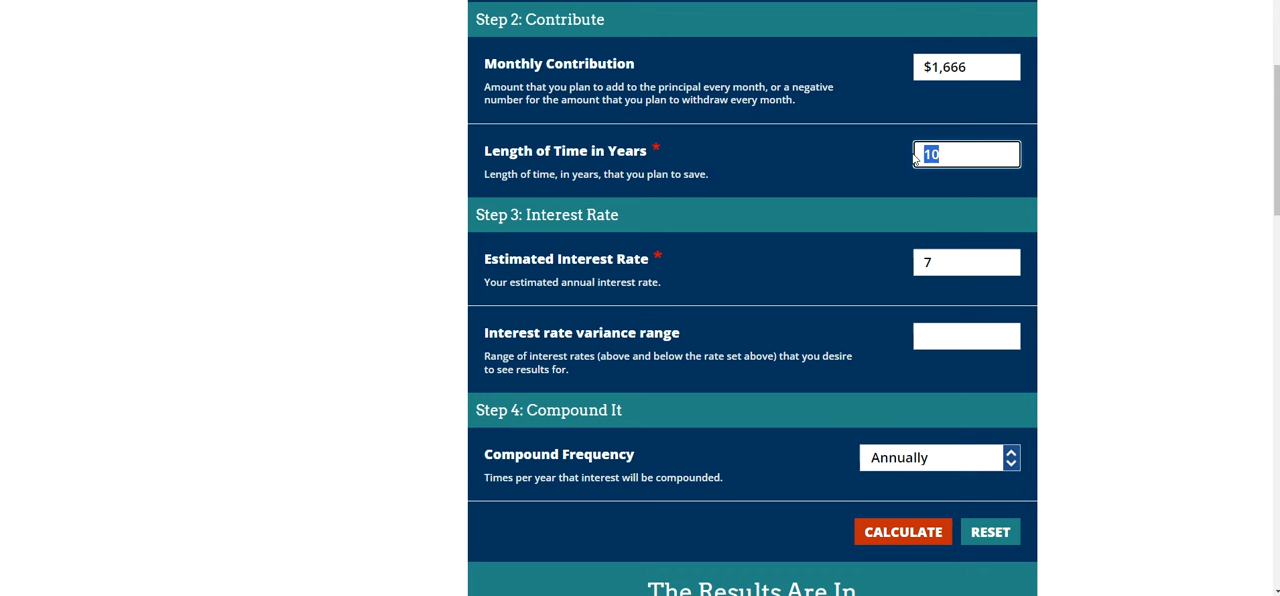 Step 2: Contribute
Monthly Contribution
$1,666
Amount that you plan to add to the principal every month, or a negative
number for the amount that you plan to withdraw every month.
Length of Time in Years *
10
Length of time, in years, that you plan to save.
Step 3: Interest Rate
Estimated Interest Rate *
7
Your estimated annual interest rate.
Interest rate variance range
Range of interest rates (above and below the rate set above) that you desire
to see results for.
Step 4: Compound It
Compound Frequency
Annually
Times per year that interest will be compounded.
CALCULATE RESET
The Results Are In